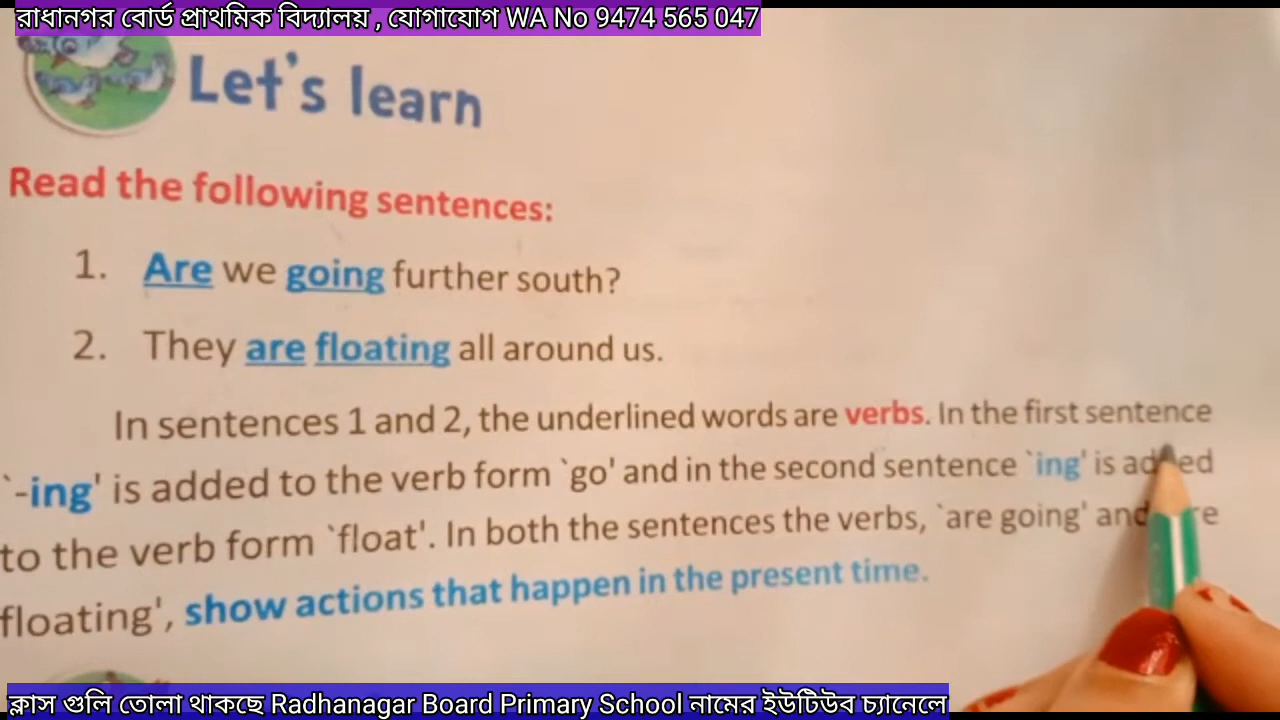 রাধানগর বোর্ড প্রাথমিক বিদ্যালয় , যোগাযোগ WA No 9474 565 047
Let's learn
Read the following sentences:
1. Are we going further south?
2. They are floating all around us.
In sentences 1 and 2, the underlined words are verbs. In the first sentence
`-ing' is added to the verb form `go' and in the second sentence `ing' is added
to the verb form `float'. In both the sentences the verbs, `are going' and
floating', show actions that happen in the present time.
ক্লাস গুলি তোলা থাকছে Radhanagar Board Primary School নামের ইউটিউব চ্যানেলে